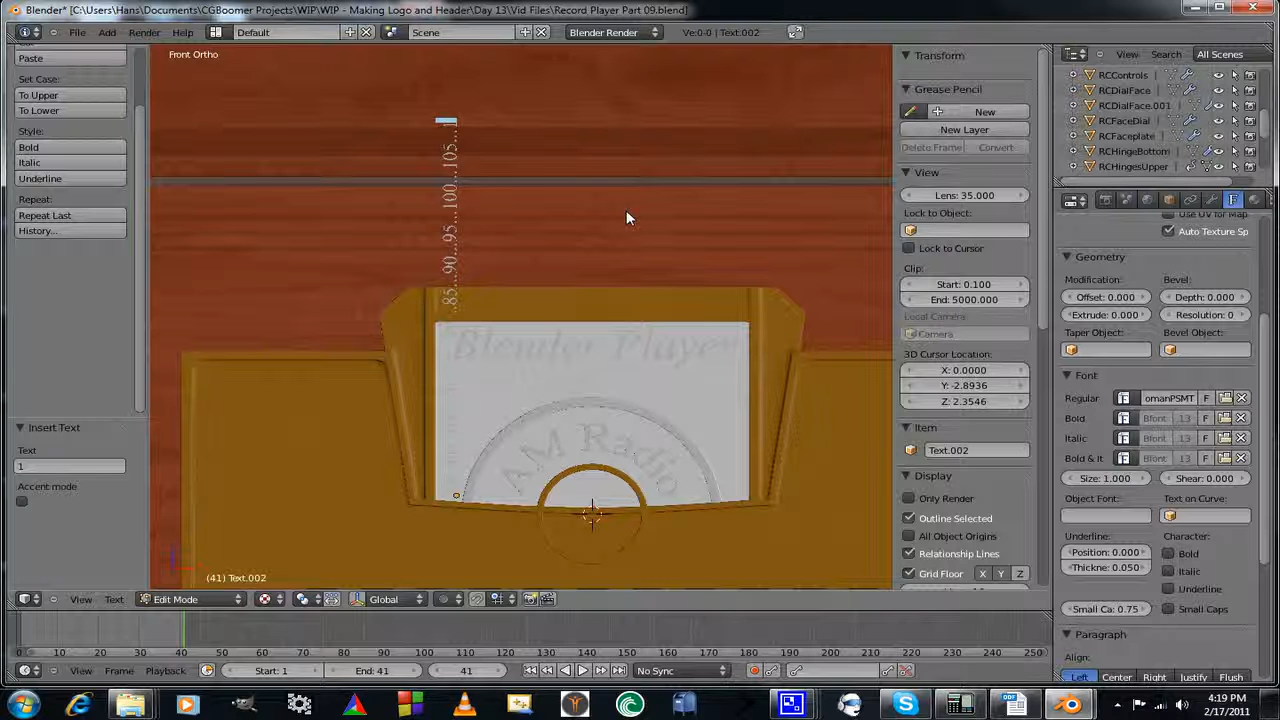 Blender* [C:\Users\Hans\Documents\CGBoomer Projects\WIP\WIP - Making Logo and Header\Day 13\Vid Files\Record Player Part 09.blend]
File Add Render Help Default Scene Blender Render Ve:0-0 | Text:002
Paste
Set Case:
To Upper
To Lower
Style:
Bold
Italic
Underline
Repeat:
Repeat Last
History...
Insert Text
Text
1
Accent mode
Front Ortho
..85...90...95...100...105...1
Blender Playe
AM Radio
(41) Text.002
Transform
Grease Pencil
New
New Layer
Delete Frame Convert
View
Lens: 35.000
Lock to Object:
Lock to Cursor
Clip:
Start: 0.100
End: 5000.000
Local Camera
Camera
3D Cursor Location:
X: 0.0000
Y: -2.8936
Z: 2.3546
Item
Text.002
Display
Only Render
Outline Selected
All Object Origins
Relationship Lines
Grid Floor X Y Z
View Search All Scenes
RCControls
RCDialFace
RCDialFace.001
RCFaceDial
RCFaceplate
RCHingeBottom
RCHingesUpper
F
Use UV for Map
Auto Texture Sp
Geometry
Modification: Bevel:
Offset: 0.000 Depth: 0.000
Extrude: 0.000 Resolution: 0
Taper Object: Bevel Object:
Font
Regular omanPSMT F
Bold Bfont 13
Italic Bfont 13
Bold & It Bfont 13
Size: 1.000 Shear: 0.000
Object Font: Text on Curve:
Underline: Character:
Position: 0.000 Bold
Thickne: 0.050 Italic
Underline
Small Ca: 0.75 Small Caps
Paragraph
Align:
Left Center Right Justify Flush
View Text Edit Mode Global
0 10 20 30 40 50 60 70 80 90 100 110 120 130 140 150 160 170 180 190 200 210 220 230 240 250
View Frame Playback Start: 1 End: 41 41 No Sync
4:19 PM
2/17/2011